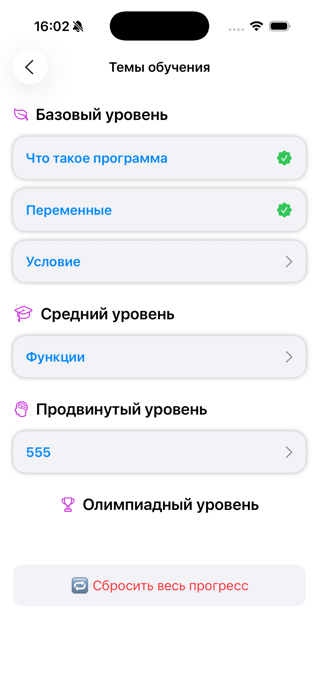 16:02
Темы обучения
Базовый уровень
Что такое программа
Переменные
Условие
Средний уровень
Функции
Продвинутый уровень
555
Олимпиадный уровень
Сбросить весь прогресс